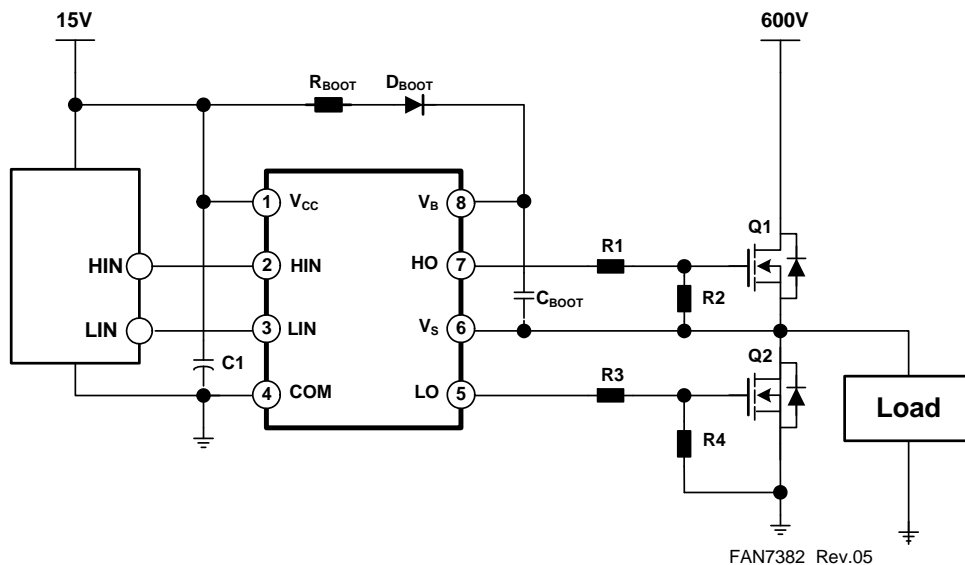 15V
600V
RBOOT
DBOOT
1
VCC
VB
8
Q1
HIN
2
HIN
HO
7
R1
R2
CBOOT
LIN
3
LIN
VS
6
C1
Q2
4
COM
LO
5
R3
R4
Load
FAN7382 Rev.05